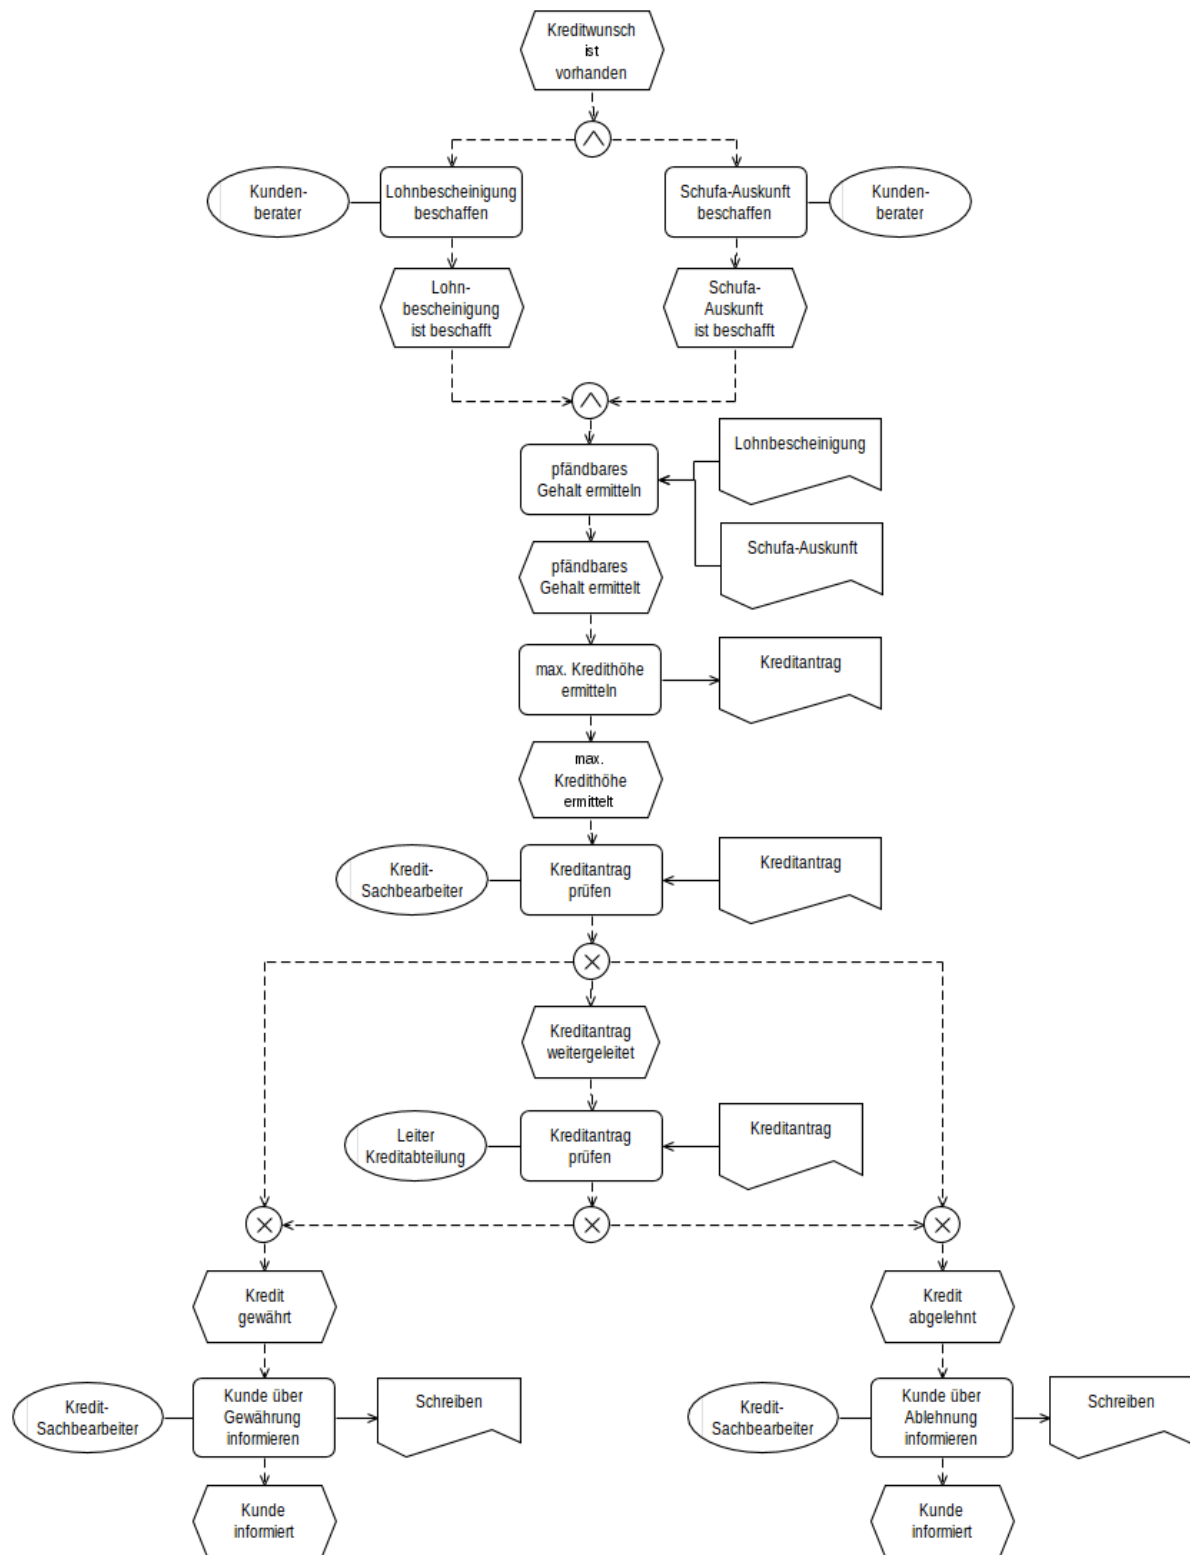 Kreditwunsch
ist
vorhanden
Kunden-
berater
Lohnbescheinigung
beschaffen
Schufa-Auskunft
beschaffen
Kunden-
berater
Lohn-
bescheinigung
ist beschafft
Schufa-
Auskunft
ist beschafft
Lohnbescheinigung
pfändbares
Gehalt ermitteln
Schufa-Auskunft
pfändbares
Gehalt ermittelt
max. Kredithöhe
ermitteln
Kreditantrag
max.
Kredithöhe
ermittelt
Kredit-
Sachbearbeiter
Kreditantrag
prüfen
Kreditantrag
Kreditantrag
weitergeleitet
Leiter
Kreditabteilung
Kreditantrag
prüfen
Kreditantrag
Kredit
gewährt
Kredit
abgelehnt
Kredit-
Sachbearbeiter
Kunde über
Gewährung
informieren
Schreiben
Kredit-
Sachbearbeiter
Kunde über
Ablehnung
informieren
Schreiben
Kunde
informiert
Kunde
informiert